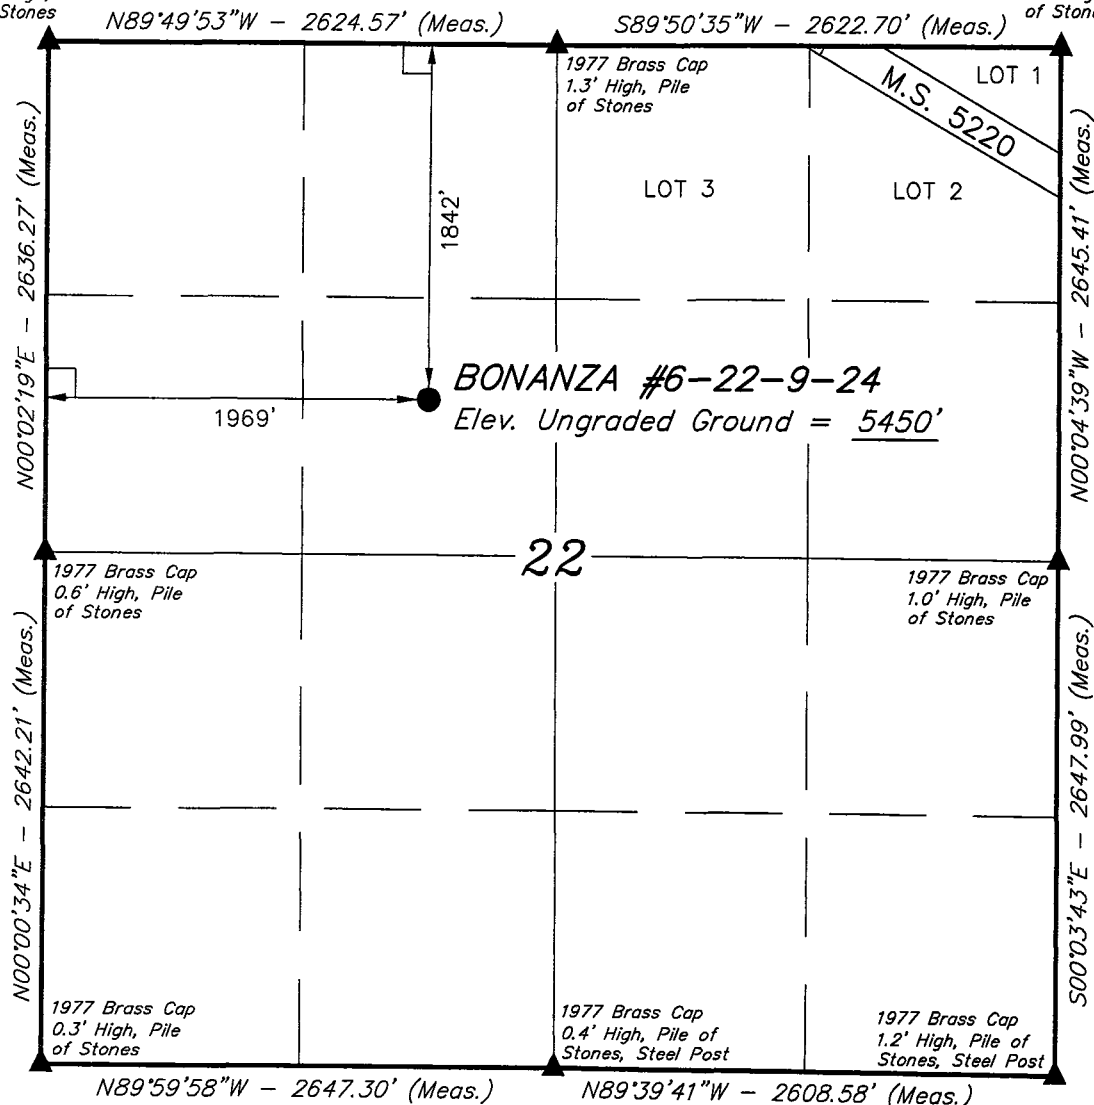 Stones
N89°49'53"W - 2624.57' (Meas.)
S89°50'35"W - 2622.70' (Meas.)
of Ston
1977 Brass Cap
1.3' High, Pile
of Stones
LOT 1
M.S. 5220
LOT 3
LOT 2
N00°02'19"E - 2636.27' (Meas.)
1842'
N00°04'39"W - 2645.41' (Meas.)
BONANZA #6-22-9-24
1969'
Elev. Ungraded Ground = 5450'
22
1977 Brass Cap
0.6' High, Pile
of Stones
1977 Brass Cap
1.0' High, Pile
of Stones
N00°00'34"E - 2642.21' (Meas.)
S00°03'43"E - 2647.99' (Meas.)
1977 Brass Cap
0.3' High, Pile
of Stones
1977 Brass Cap
0.4' High, Pile of
Stones, Steel Post
1977 Brass Cap
1.2' High, Pile of
Stones, Steel Post
N89°59'58"W - 2647.30' (Meas.)
N89°39'41"W - 2608.58' (Meas.)